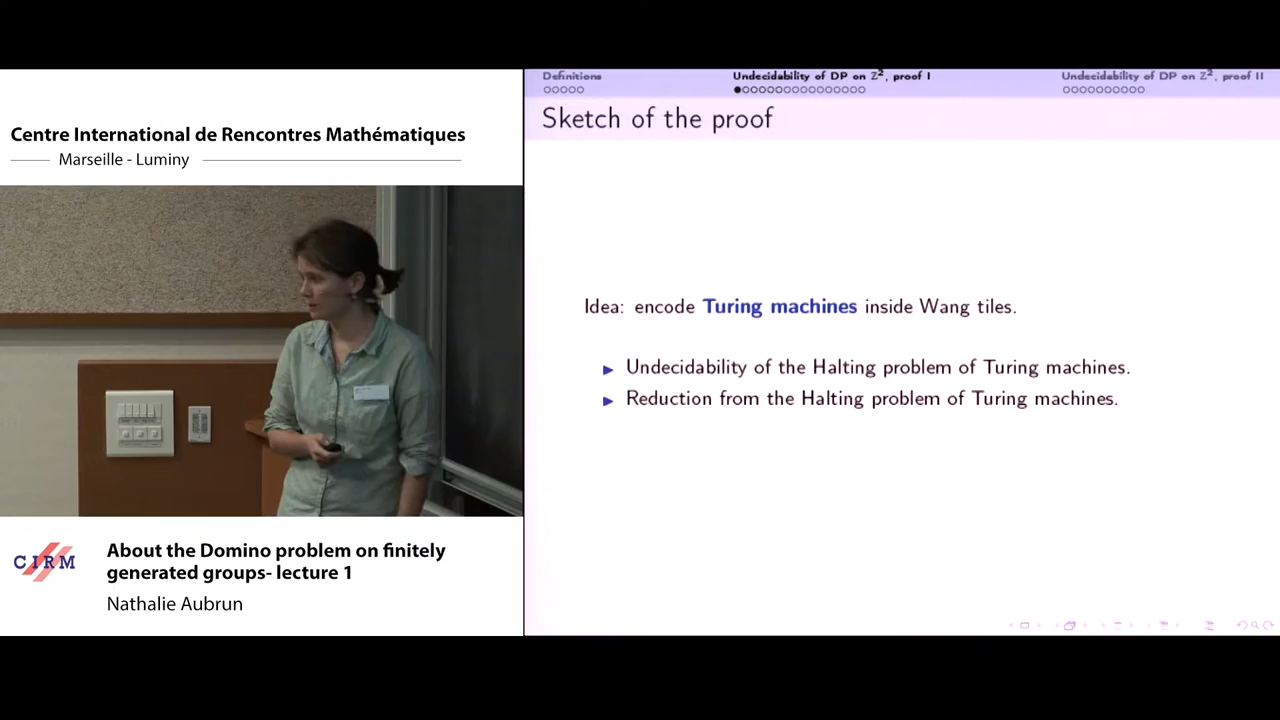 Centre International de Rencontres Mathématiques
Marseille - Luminy
CIRM
About the Domino problem on finitely
generated groups- lecture 1
Nathalie Aubrun
Definitions
Undecidability of DP on ℤ², proof I
Undecidability of DP on ℤ², proof II
Sketch of the proof
Idea: encode Turing machines inside Wang tiles.
▶ Undecidability of the Halting problem of Turing machines.
▶ Reduction from the Halting problem of Turing machines.